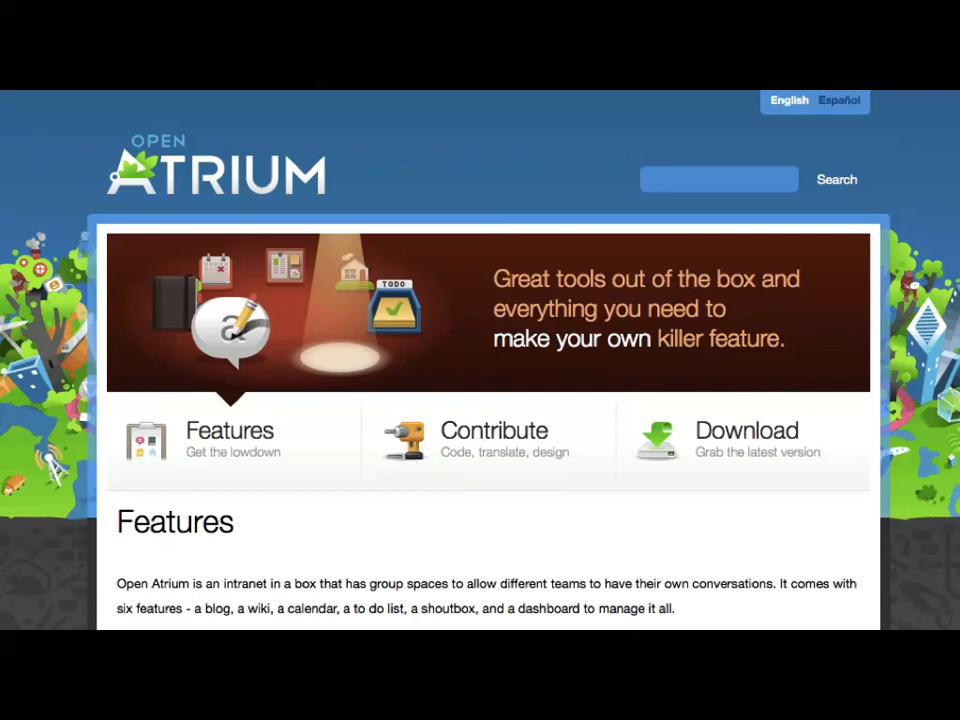 English Español
OPEN
ATRIUM
Search
Great tools out of the box and
everything you need to
make your own killer feature.
TODO
a
Features
Get the lowdown
Contribute
Code, translate, design
Download
Grab the latest version
Features
Open Atrium is an intranet in a box that has group spaces to allow different teams to have their own conversations. It comes with
six features - a blog, a wiki, a calendar, a to do list, a shoutbox, and a dashboard to manage it all.